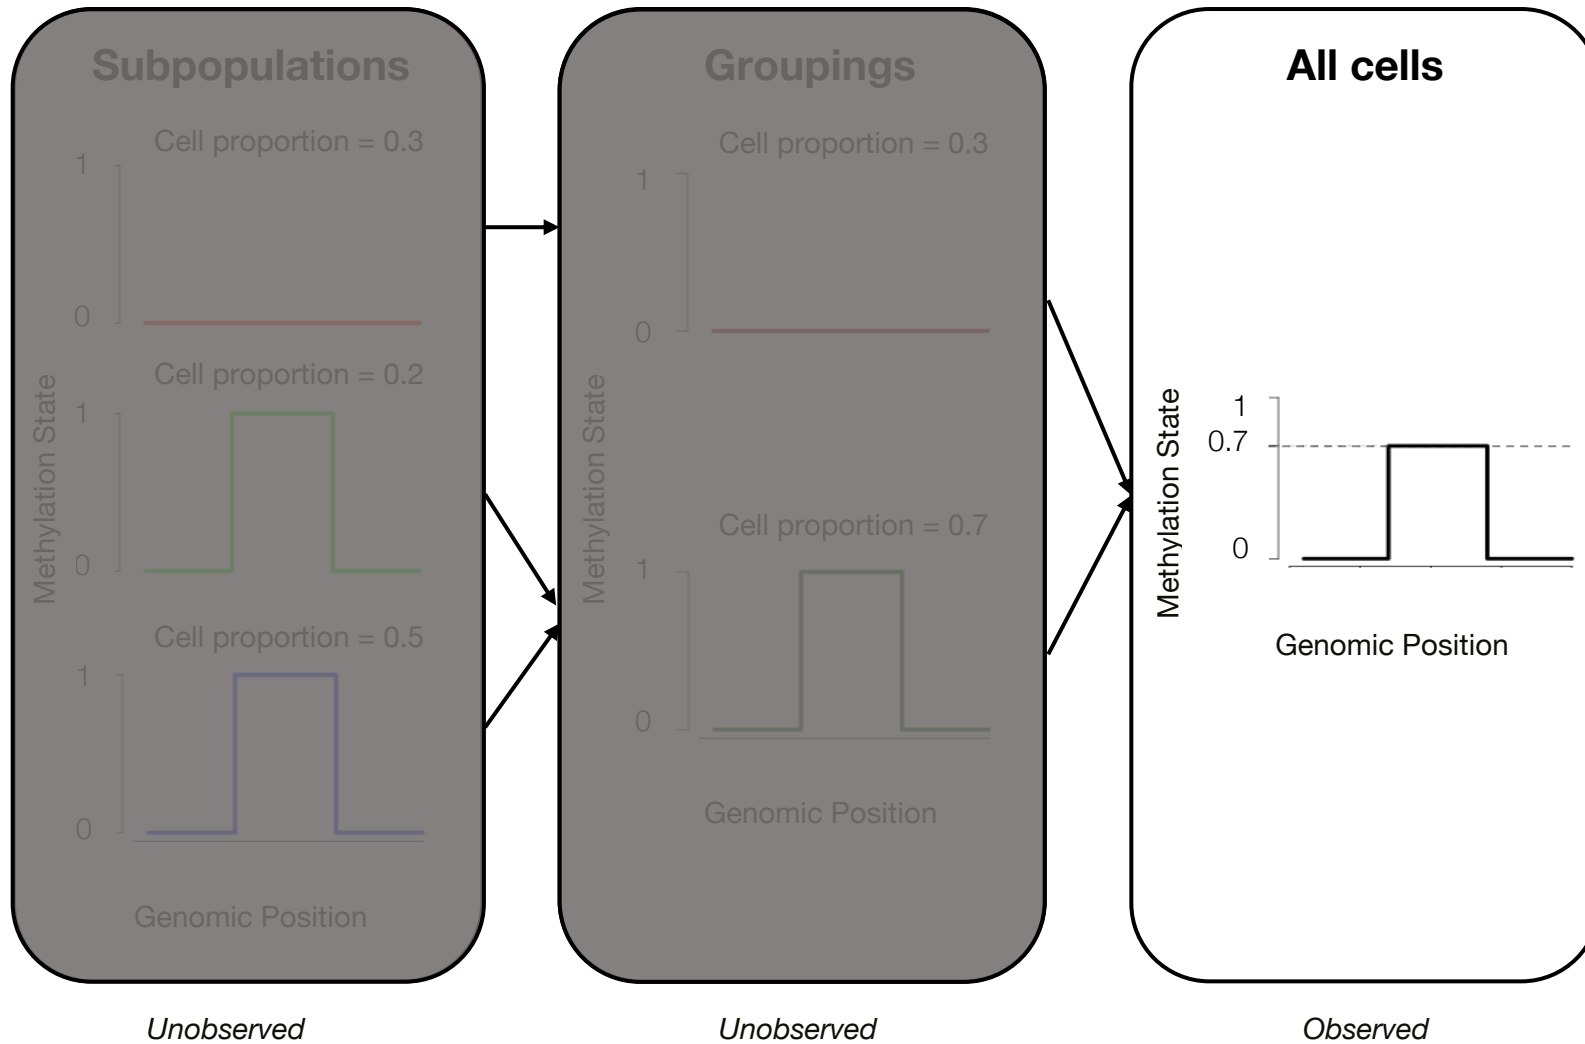 Subpopulations
Cell proportion = 0.3
1
0
Cell proportion = 0.2
1
0
Cell proportion = 0.5
1
0
Methylation State
Genomic Position
Unobserved
Groupings
Cell proportion = 0.3
1
0
Cell proportion = 0.7
1
0
Methylation State
Genomic Position
Unobserved
All cells
1
0.7
0
Methylation State
Genomic Position
Observed